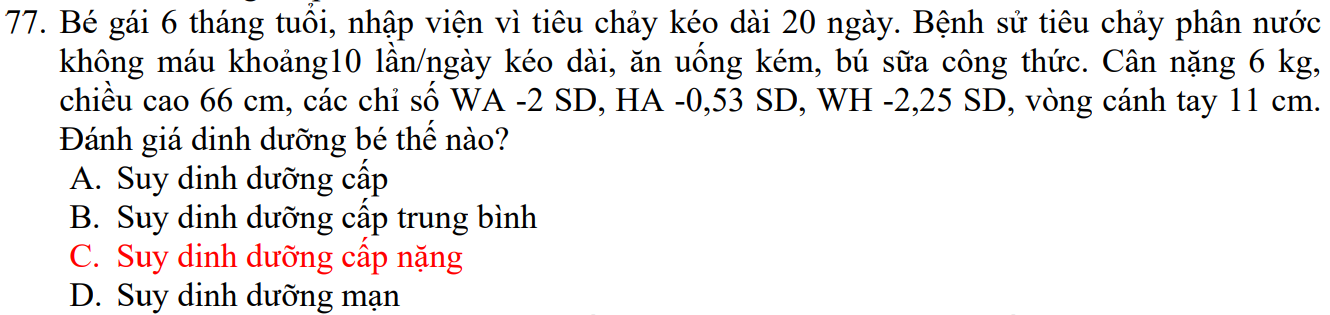 77. Bé gái 6 tháng tuổi, nhập viện vì tiêu chảy kéo dài 20 ngày. Bệnh sử tiêu chảy phân nước
không máu khoảng10 lần/ngày kéo dài, ăn uống kém, bú sữa công thức. Cân nặng 6 kg,
chiều cao 66 cm, các chỉ số WA -2 SD, HA -0,53 SD, WH -2,25 SD, vòng cánh tay 11 cm.
Đánh giá dinh dưỡng bé thế nào?
A. Suy dinh dưỡng cấp
B. Suy dinh dưỡng cấp trung bình
C. Suy dinh dưỡng cấp nặng
D. Suy dinh dưỡng mạn